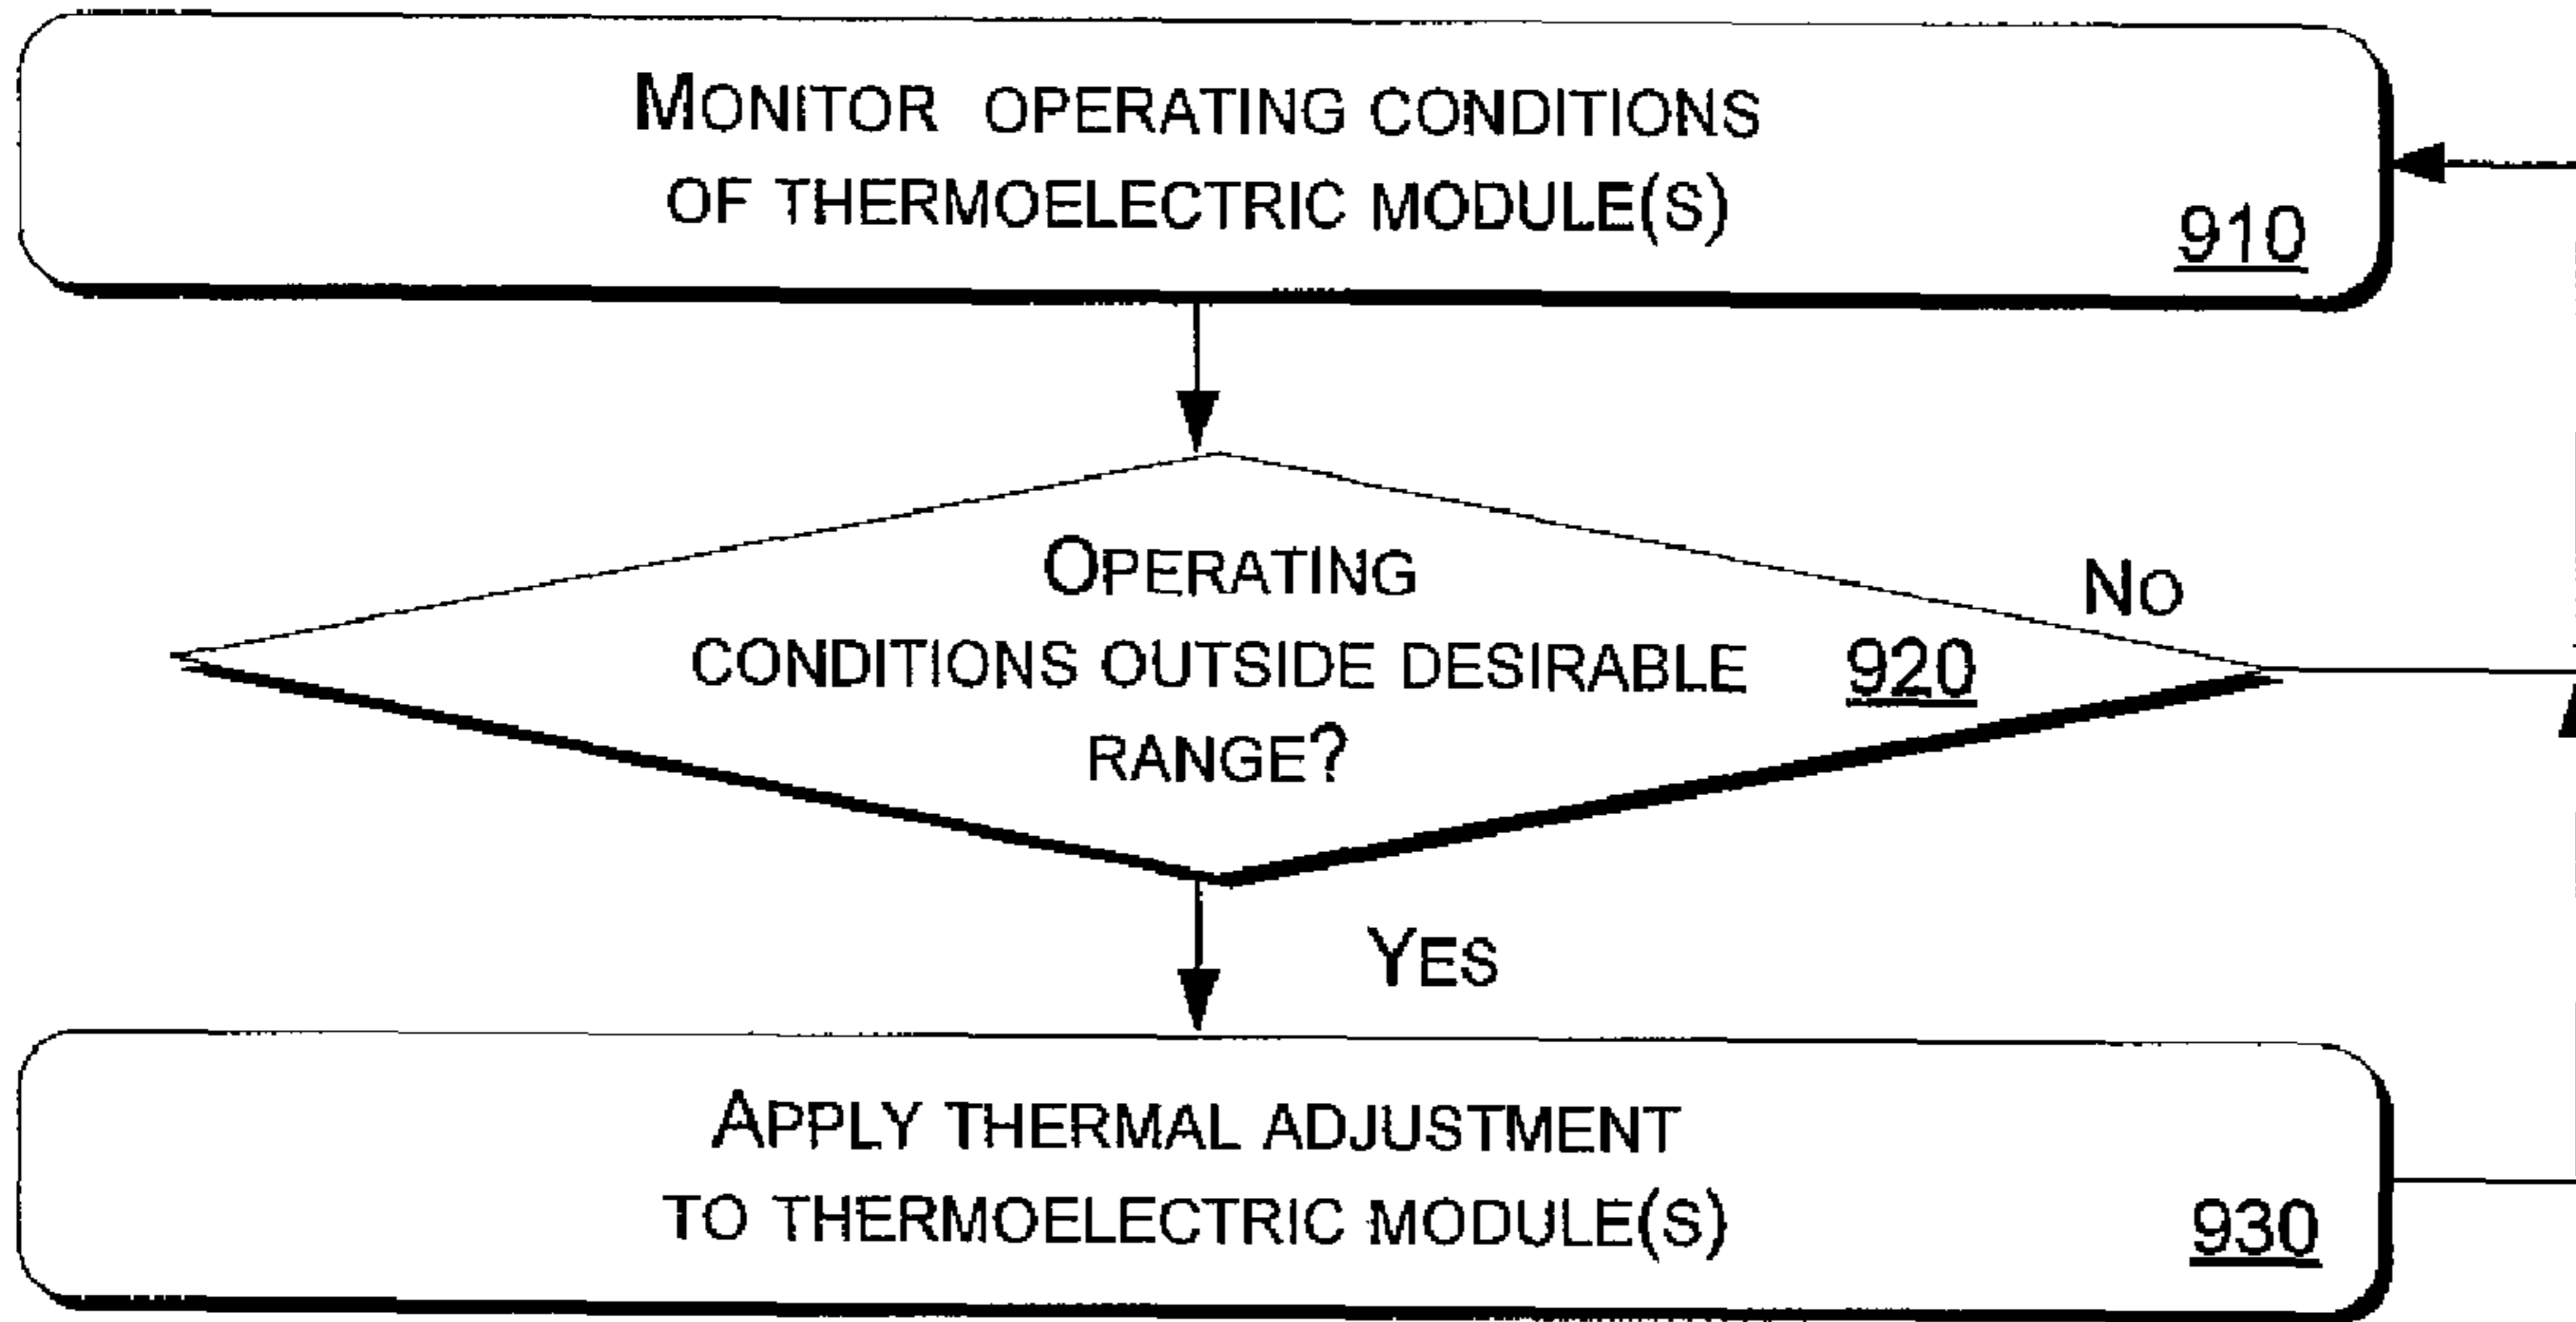 MONITOR OPERATING CONDITIONS
OF THERMOELECTRIC MODULE(S)
910
OPERATING
NO
CONDITIONS OUTSIDE DESIRABLE 920
RANGE?
YES
APPLY THERMAL ADJUSTMENT
TO THERMOELECTRIC MODULE(S)
930